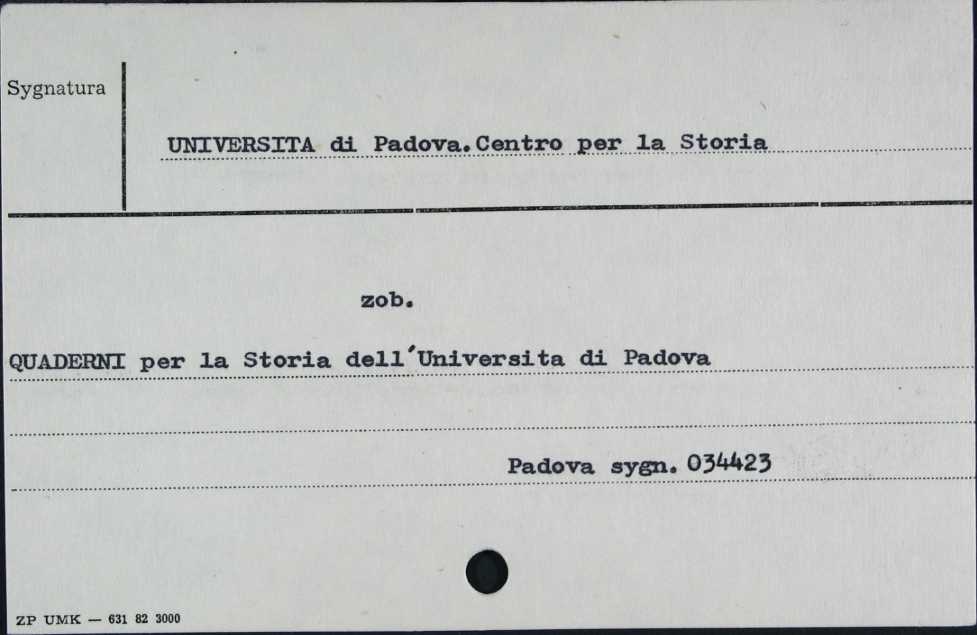 Sygnatura
UNIVERSITA di Padova.Centro per la Storia
zob.
QUADERNI per la Storia dell'Universita di Padova
Padova sygn. 034423
ZP UMK — 631 82 3000